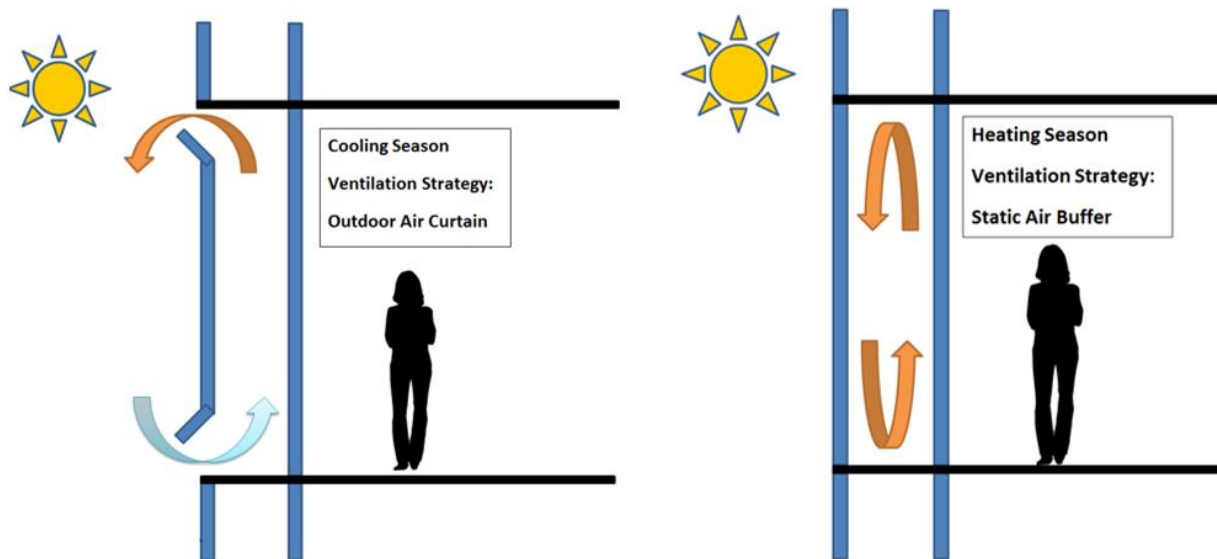 Cooling Season
Ventilation Strategy:
Outdoor Air Curtain
Heating Season
Ventilation Strategy:
Static Air Buffer